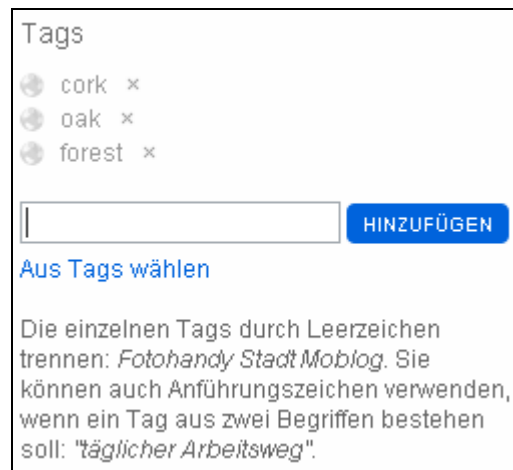 Tags
cork ×
oak ×
forest ×
HINZUFÜGEN
Aus Tags wählen
Die einzelnen Tags durch Leerzeichen
trennen: Fotohandy Stadt Moblog. Sie
können auch Anführungszeichen verwenden,
wenn ein Tag aus zwei Begriffen bestehen
soll: "täglicher Arbeitsweg".